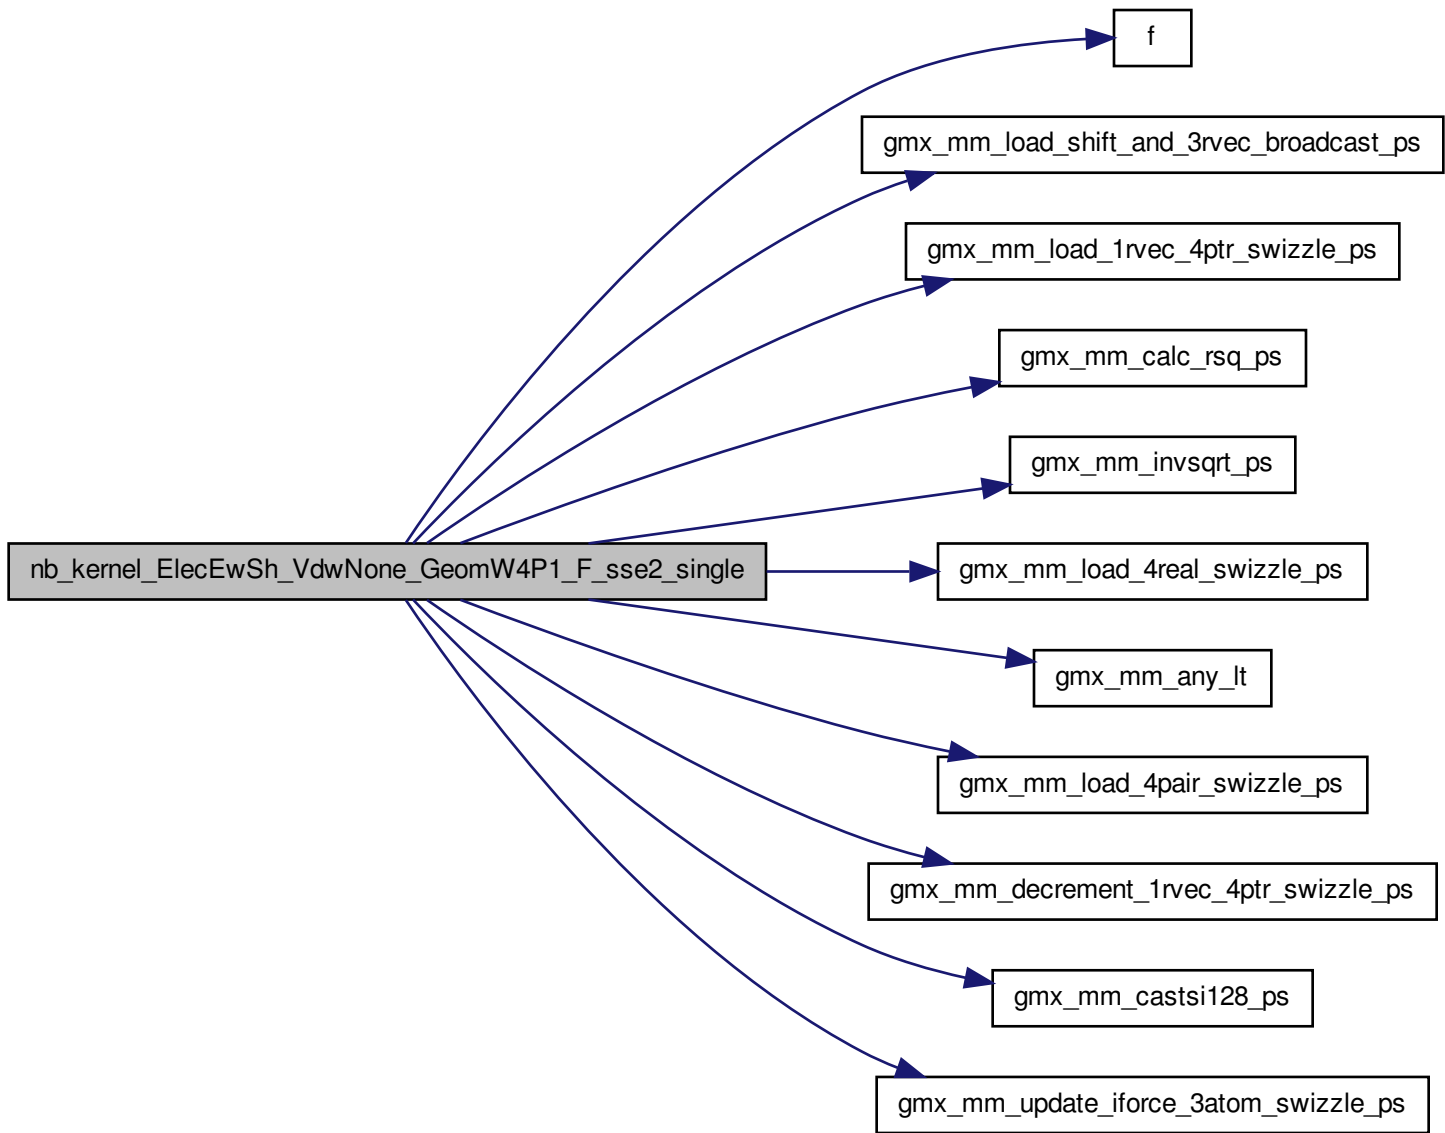 f
gmx_mm_load_shift_and_3rvec_broadcast_ps
gmx_mm_load_1rvec_4ptr_swizzle_ps
gmx_mm_calc_rsq_ps
gmx_mm_invsqrt_ps
nb_kernel_ElecEwSh_VdwNone_GeomW4P1_F_sse2_single
gmx_mm_load_4real_swizzle_ps
gmx_mm_any_lt
gmx_mm_load_4pair_swizzle_ps
gmx_mm_decrement_1rvec_4ptr_swizzle_ps
gmx_mm_castsi128_ps
gmx_mm_update_iforce_3atom_swizzle_ps